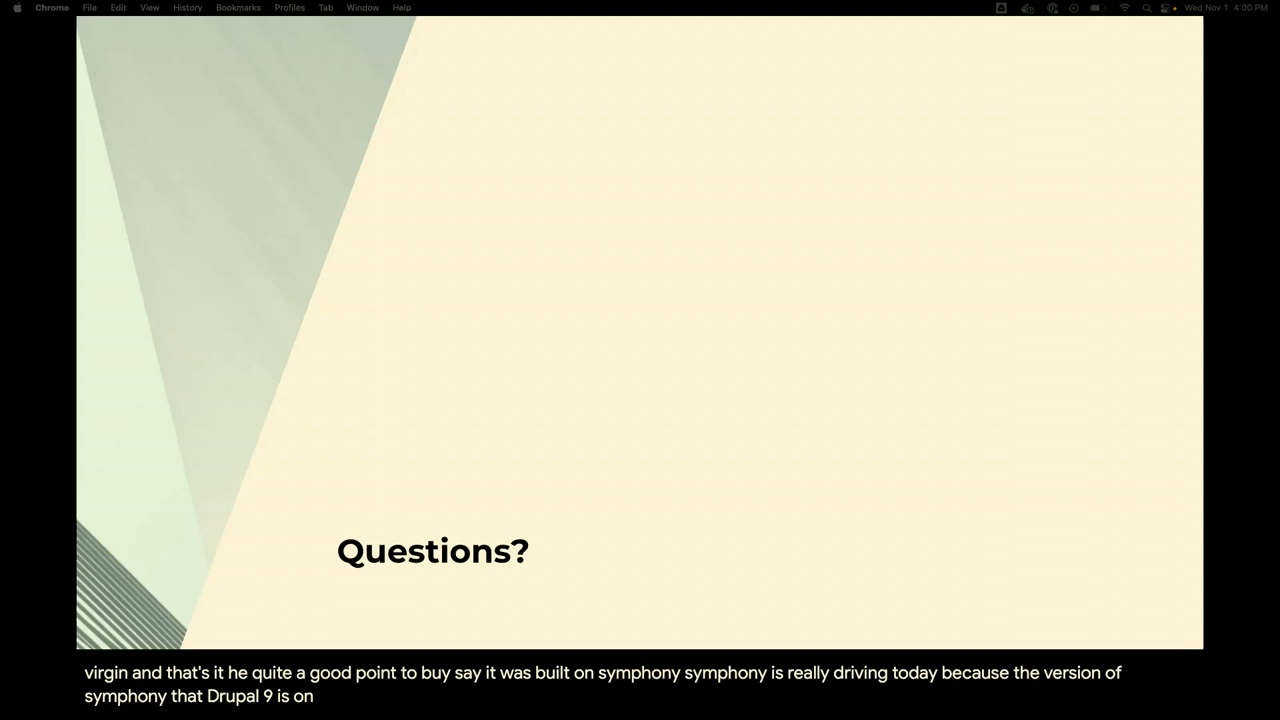 Chrome File Edit View History Bookmarks Profiles Tab Window Help Wed Nov 1 4:00 PM
Questions?
virgin and that's it he quite a good point to buy say it was built on symphony symphony is really driving today because the version of
symphony that Drupal 9 is on